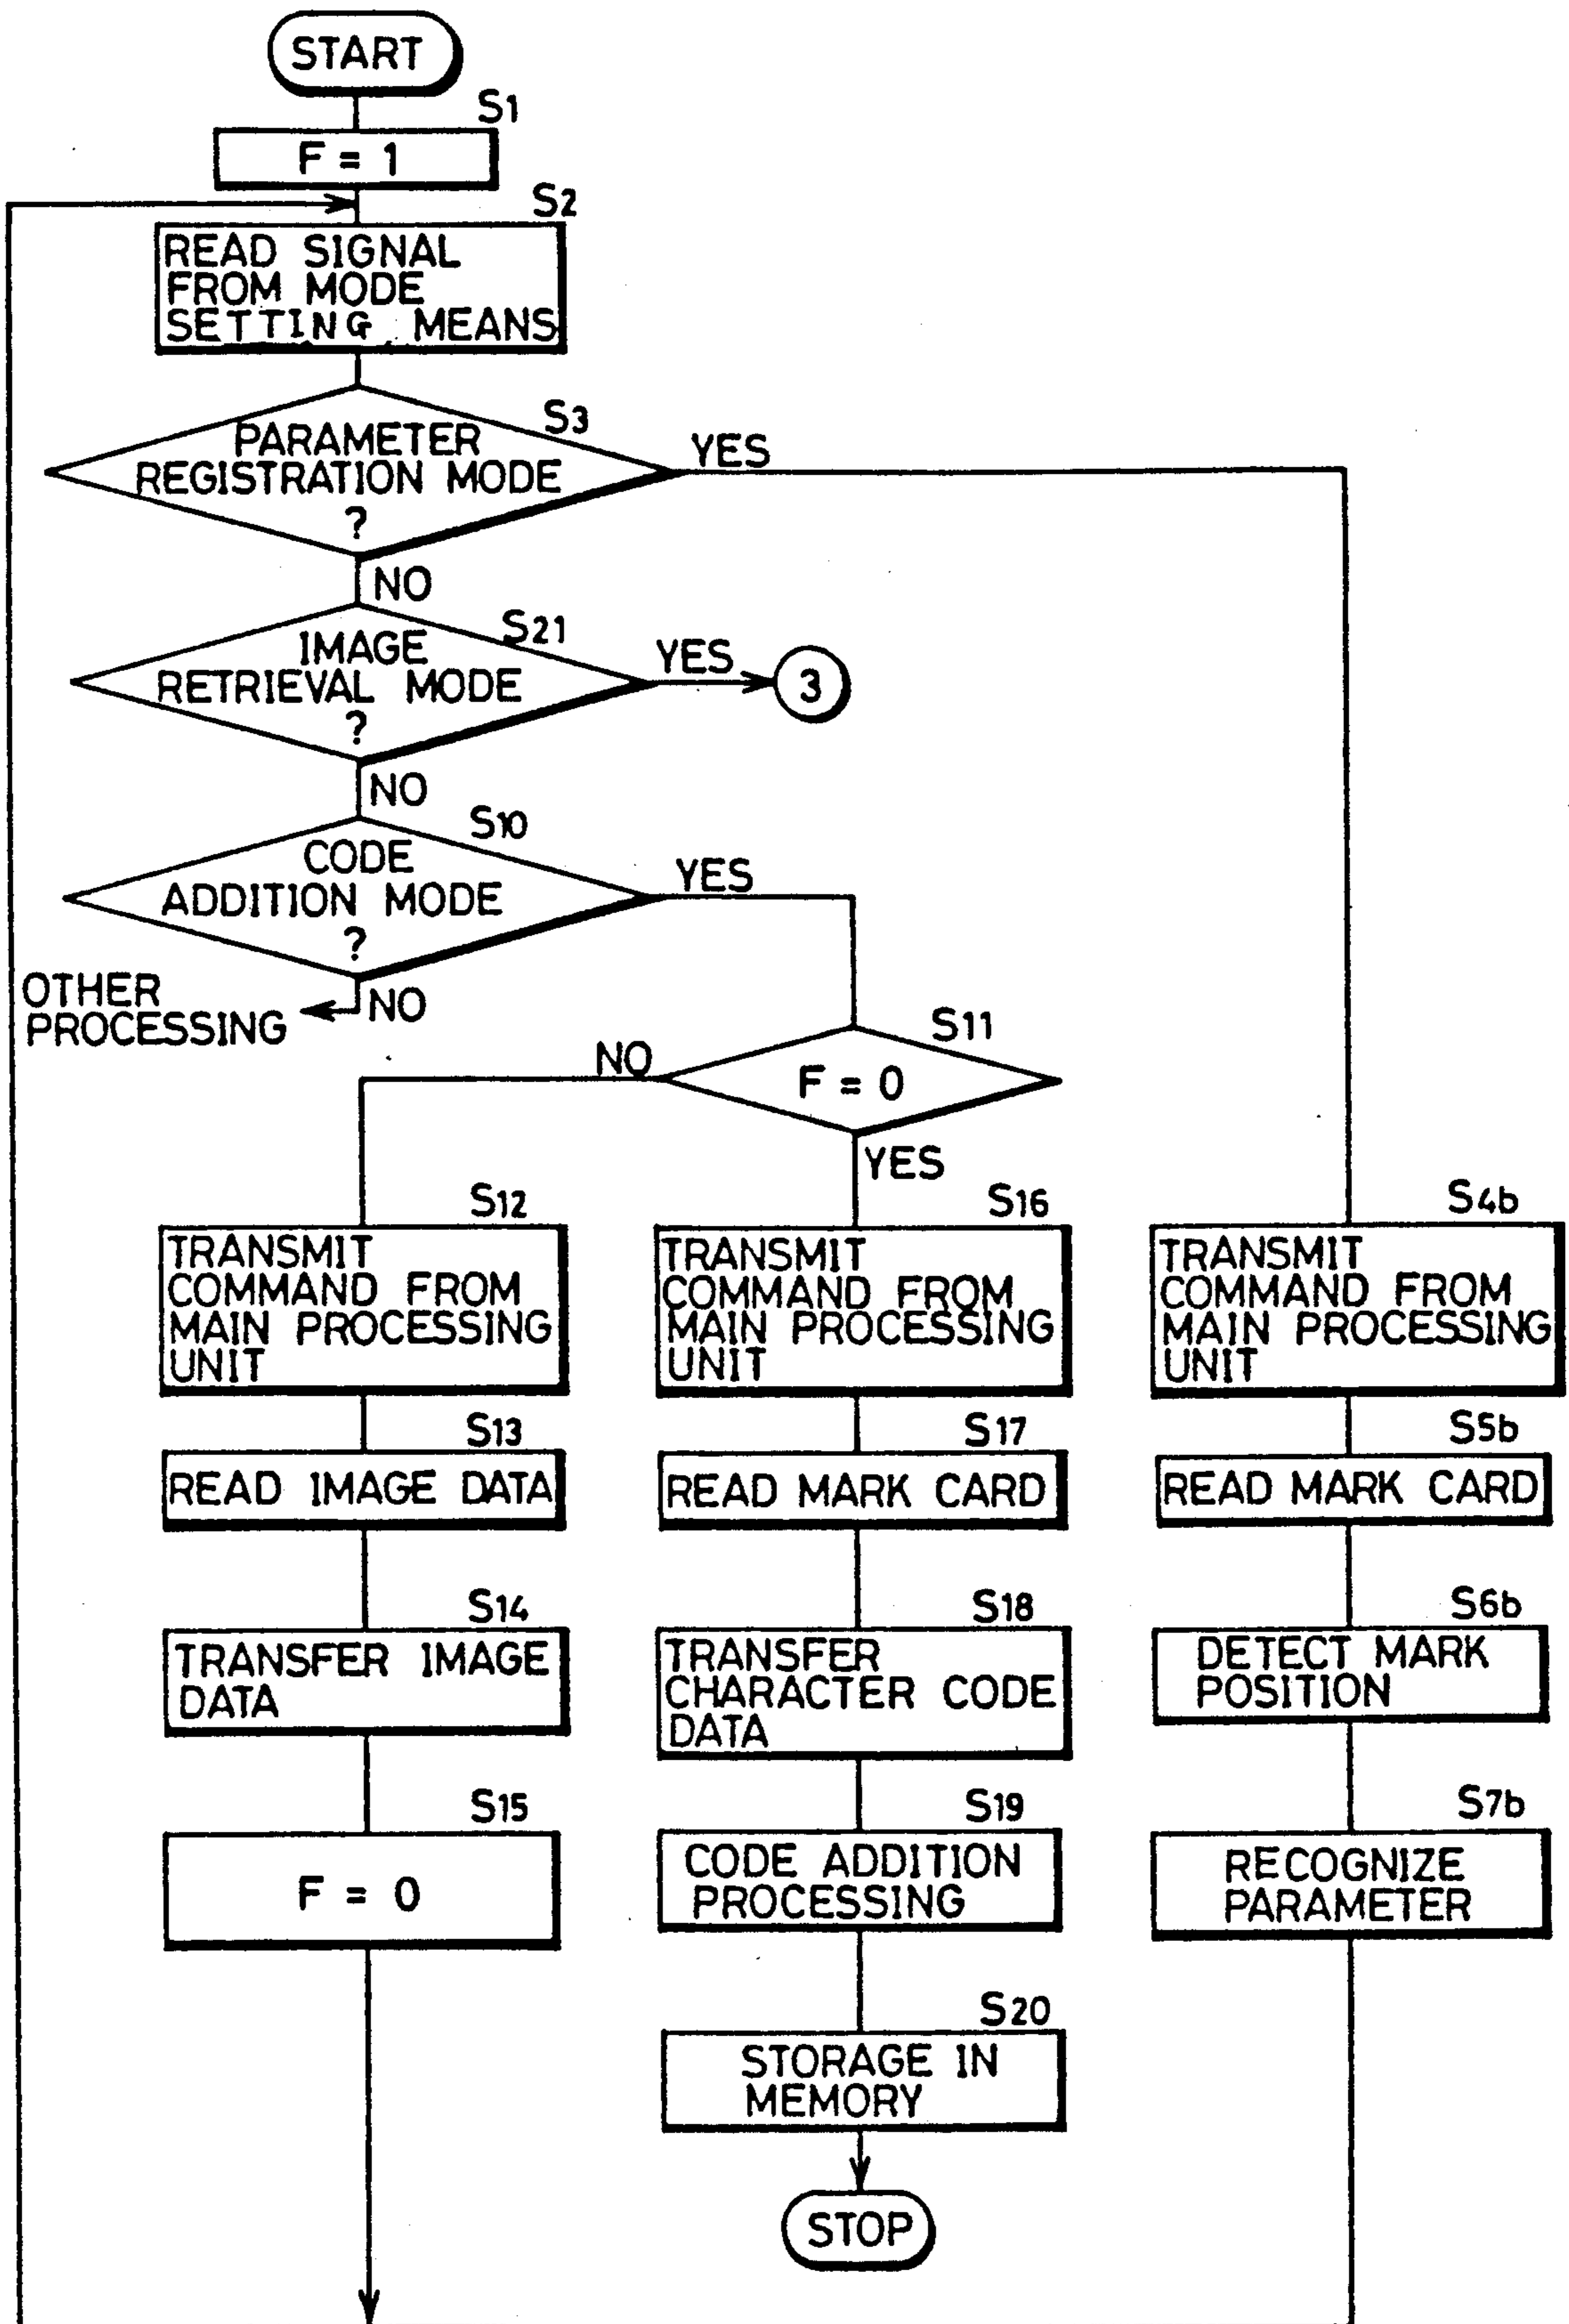 START
S1
F = 1
S2
READ SIGNAL
FROM MODE
SETTING MEANS
S3
PARAMETER
REGISTRATION MODE
?
YES
NO
S21
IMAGE
RETRIEVAL MODE
?
YES
3
NO
S10
CODE
ADDITION MODE
?
YES
NO
OTHER
PROCESSING
S11
F = 0
NO
YES
S12
TRANSMIT
COMMAND FROM
MAIN PROCESSING
UNIT
S13
READ IMAGE DATA
S14
TRANSFER IMAGE
DATA
S15
F = 0
S16
TRANSMIT
COMMAND FROM
MAIN PROCESSING
UNIT
S17
READ MARK CARD
S18
TRANSFER
CHARACTER CODE
DATA
S19
CODE ADDITION
PROCESSING
S20
STORAGE IN
MEMORY
STOP
S4b
TRANSMIT
COMMAND FROM
MAIN PROCESSING
UNIT
S5b
READ MARK CARD
S6b
DETECT MARK
POSITION
S7b
RECOGNIZE
PARAMETER